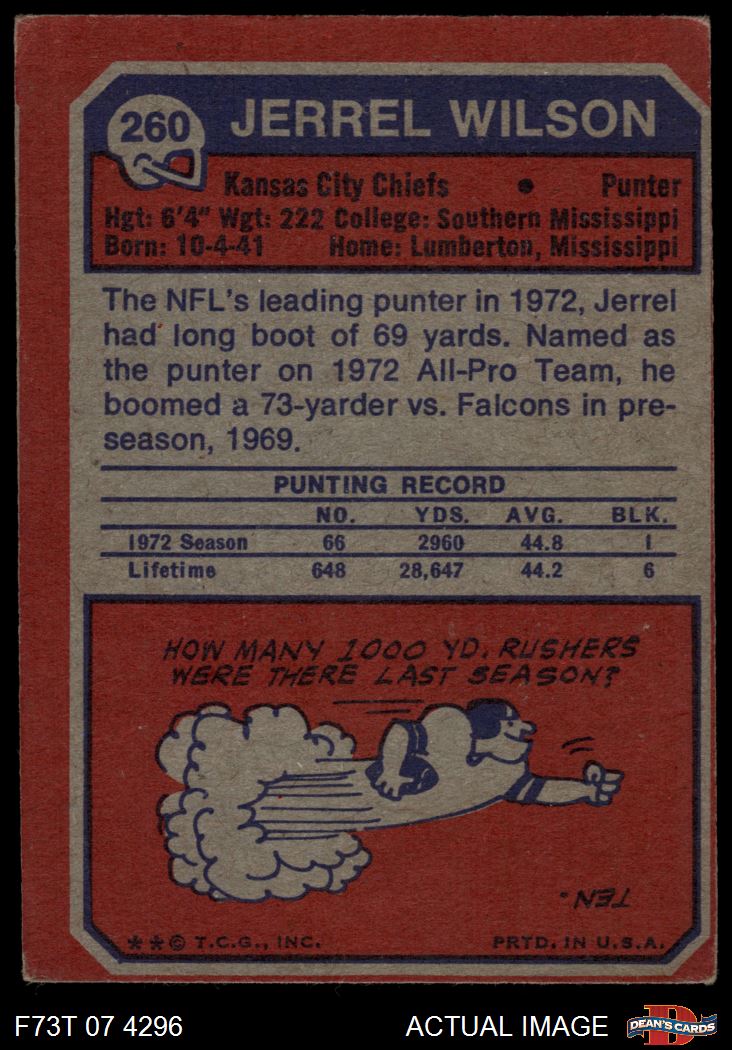 260 JERREL WILSON
Kansas City Chiefs • Punter
Hgt: 6'4" Wgt: 222 College: Southern Mississippi
Born: 10-4-41 Home: Lumberton, Mississippi
The NFL's leading punter in 1972, Jerrel
had long boot of 69 yards. Named as
the punter on 1972 All-Pro Team, he
boomed a 73-yarder vs. Falcons in pre-
season, 1969.
PUNTING RECORD
NO. YDS. AVG. BLK.
1972 Season 66 2960 44.8 1
Lifetime 648 28,647 44.2 6
HOW MANY 1000 YD. RUSHERS
WERE THERE LAST SEASON?
TEN.
**© T.C.G., INC. PRTD. IN U.S.A.
F73T 07 4296 ACTUAL IMAGE D DEAN'S CARDS